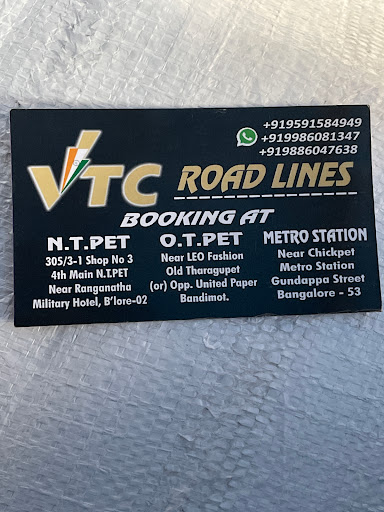 +919591584949
+919986081347
+919886047638
VTC ROAD LINES
BOOKING AT
N.T.PET
305/3-1 Shop No 3
4th Main N.T.PET
Near Ranganatha
Military Hotel, B'lore-02
O.T.PET
Near LEO Fashion
Old Tharagupet
(or) Opp. United Paper
Bandimot.
METRO STATION
Near Chickpet
Metro Station
Gundappa Street
Bangalore - 53